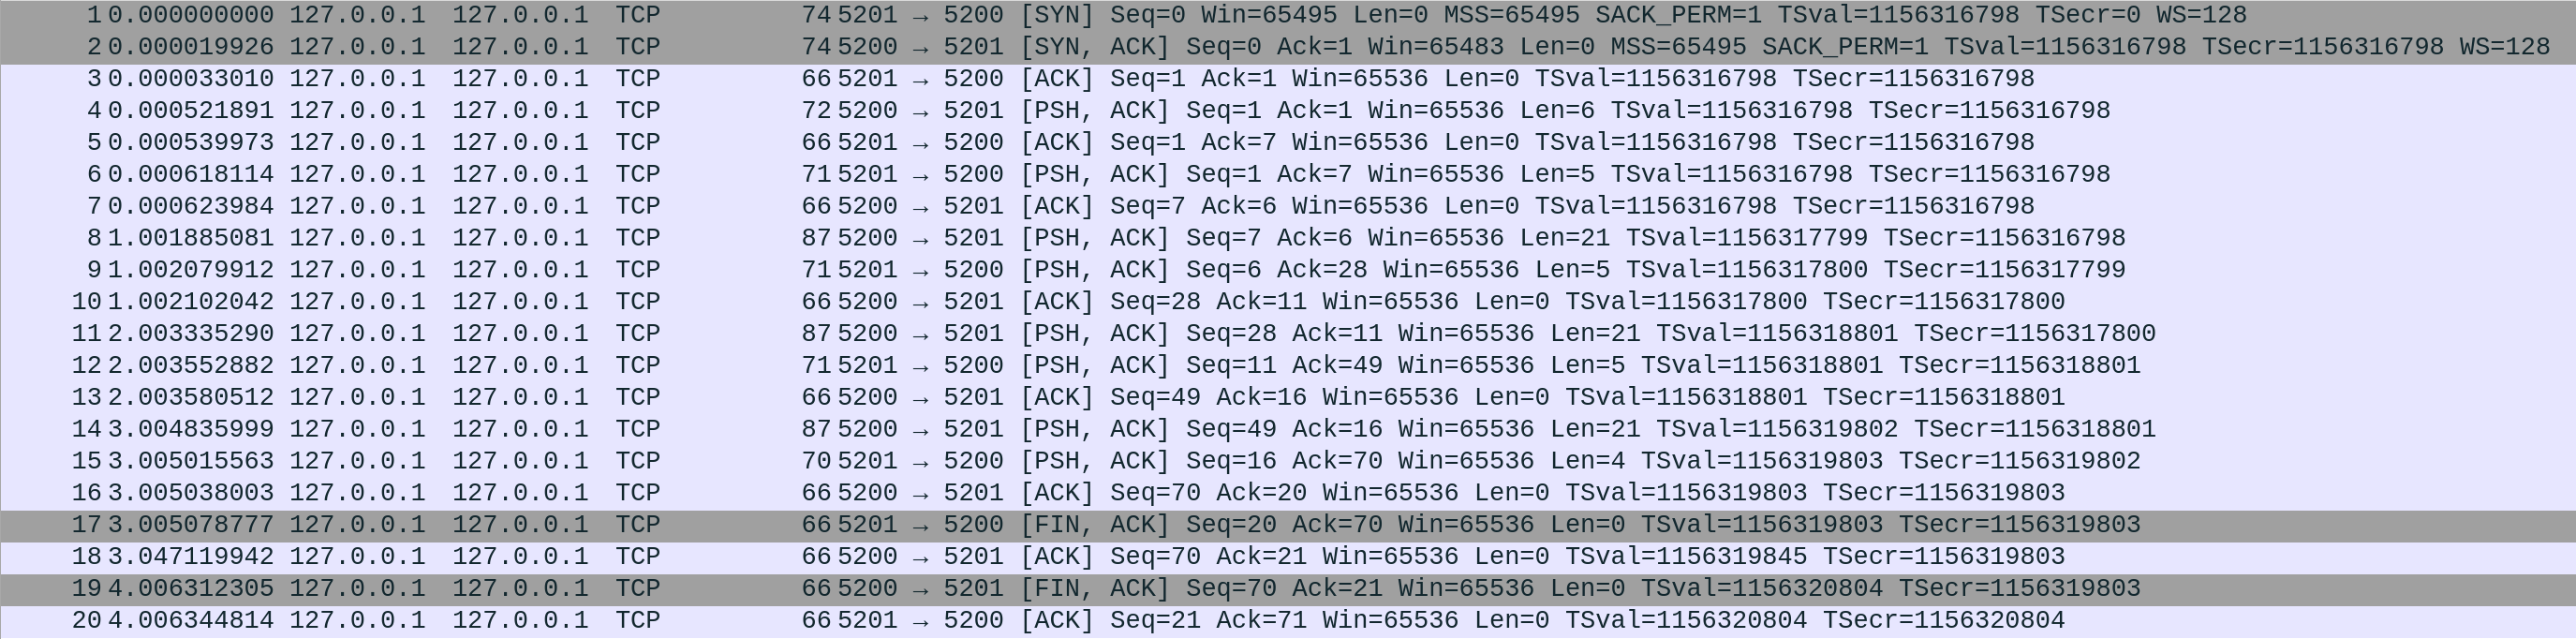 1 0.000000000 127.0.0.1 127.0.0.1 TCP 74 5201 → 5200 [SYN] Seq=0 Win=65495 Len=0 MSS=65495 SACK_PERM=1 TSval=1156316798 TSecr=0 WS=128
2 0.000019926 127.0.0.1 127.0.0.1 TCP 74 5200 → 5201 [SYN, ACK] Seq=0 Ack=1 Win=65483 Len=0 MSS=65495 SACK_PERM=1 TSval=1156316798 TSecr=1156316798 WS=128
3 0.000033010 127.0.0.1 127.0.0.1 TCP 66 5201 → 5200 [ACK] Seq=1 Ack=1 Win=65536 Len=0 TSval=1156316798 TSecr=1156316798
4 0.000521891 127.0.0.1 127.0.0.1 TCP 72 5200 → 5201 [PSH, ACK] Seq=1 Ack=1 Win=65536 Len=6 TSval=1156316798 TSecr=1156316798
5 0.000539973 127.0.0.1 127.0.0.1 TCP 66 5201 → 5200 [ACK] Seq=1 Ack=7 Win=65536 Len=0 TSval=1156316798 TSecr=1156316798
6 0.000618114 127.0.0.1 127.0.0.1 TCP 71 5201 → 5200 [PSH, ACK] Seq=1 Ack=7 Win=65536 Len=5 TSval=1156316798 TSecr=1156316798
7 0.000623984 127.0.0.1 127.0.0.1 TCP 66 5200 → 5201 [ACK] Seq=7 Ack=6 Win=65536 Len=0 TSval=1156316798 TSecr=1156316798
8 1.001885081 127.0.0.1 127.0.0.1 TCP 87 5200 → 5201 [PSH, ACK] Seq=7 Ack=6 Win=65536 Len=21 TSval=1156317799 TSecr=1156316798
9 1.002079912 127.0.0.1 127.0.0.1 TCP 71 5201 → 5200 [PSH, ACK] Seq=6 Ack=28 Win=65536 Len=5 TSval=1156317800 TSecr=1156317799
10 1.002102042 127.0.0.1 127.0.0.1 TCP 66 5200 → 5201 [ACK] Seq=28 Ack=11 Win=65536 Len=0 TSval=1156317800 TSecr=1156317800
11 2.003335290 127.0.0.1 127.0.0.1 TCP 87 5200 → 5201 [PSH, ACK] Seq=28 Ack=11 Win=65536 Len=21 TSval=1156318801 TSecr=1156317800
12 2.003552882 127.0.0.1 127.0.0.1 TCP 71 5201 → 5200 [PSH, ACK] Seq=11 Ack=49 Win=65536 Len=5 TSval=1156318801 TSecr=1156318801
13 2.003580512 127.0.0.1 127.0.0.1 TCP 66 5200 → 5201 [ACK] Seq=49 Ack=16 Win=65536 Len=0 TSval=1156318801 TSecr=1156318801
14 3.004835999 127.0.0.1 127.0.0.1 TCP 87 5200 → 5201 [PSH, ACK] Seq=49 Ack=16 Win=65536 Len=21 TSval=1156319802 TSecr=1156318801
15 3.005015563 127.0.0.1 127.0.0.1 TCP 70 5201 → 5200 [PSH, ACK] Seq=16 Ack=70 Win=65536 Len=4 TSval=1156319803 TSecr=1156319802
16 3.005038003 127.0.0.1 127.0.0.1 TCP 66 5200 → 5201 [ACK] Seq=70 Ack=20 Win=65536 Len=0 TSval=1156319803 TSecr=1156319803
17 3.005078777 127.0.0.1 127.0.0.1 TCP 66 5201 → 5200 [FIN, ACK] Seq=20 Ack=70 Win=65536 Len=0 TSval=1156319803 TSecr=1156319803
18 3.047119942 127.0.0.1 127.0.0.1 TCP 66 5200 → 5201 [ACK] Seq=70 Ack=21 Win=65536 Len=0 TSval=1156319845 TSecr=1156319803
19 4.006312305 127.0.0.1 127.0.0.1 TCP 66 5200 → 5201 [FIN, ACK] Seq=70 Ack=21 Win=65536 Len=0 TSval=1156320804 TSecr=1156319803
20 4.006344814 127.0.0.1 127.0.0.1 TCP 66 5201 → 5200 [ACK] Seq=21 Ack=71 Win=65536 Len=0 TSval=1156320804 TSecr=1156320804